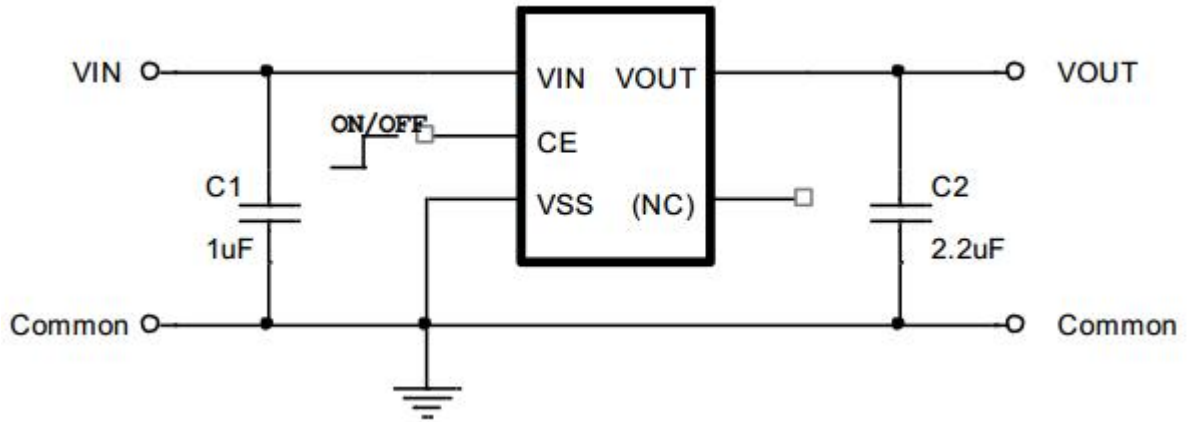 VIN
VIN
VOUT
VOUT
ON/OFF
CE
C1
VSS
(NC)
C2
1uF
2.2uF
Common
Common